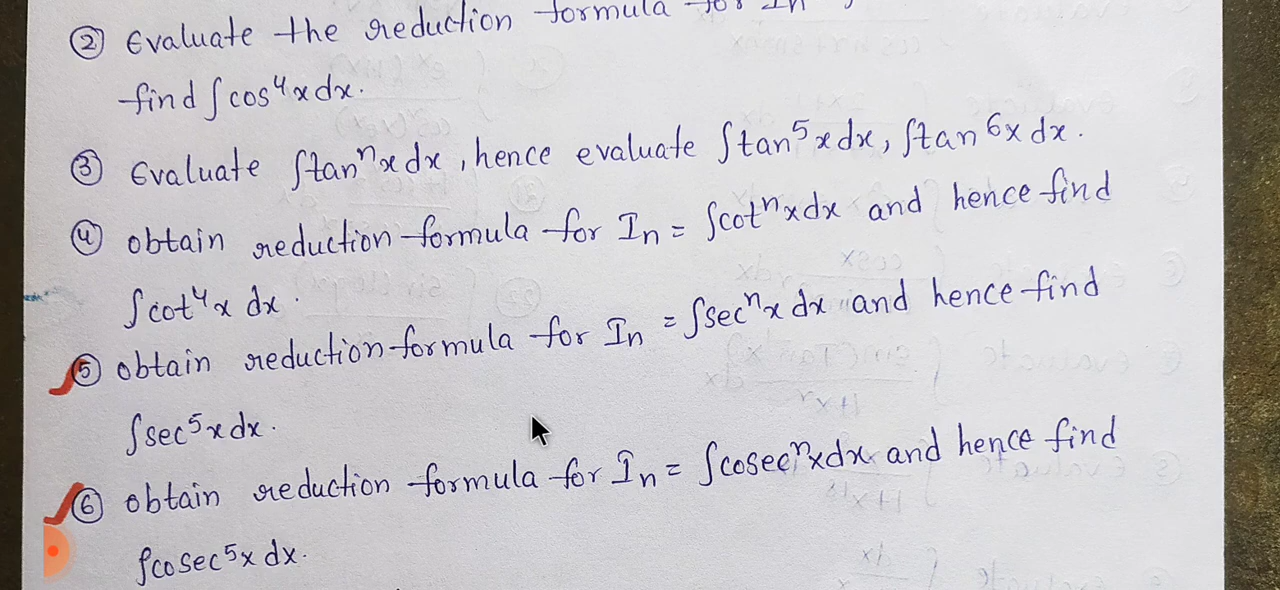 ② Evaluate the reduction formula for In
find ∫cos⁴x dx.
③ Evaluate ∫tanⁿx dx, hence evaluate ∫tan⁵x dx, ∫tan⁶x dx.
④ obtain reduction formula for In = ∫cotⁿx dx and hence find
∫cot⁴x dx.
⑤ obtain reduction formula for In = ∫secⁿx dx and hence find
∫sec⁵x dx.
⑥ obtain reduction formula for In = ∫cosecⁿx dx and hence find
∫cosec⁵x dx.